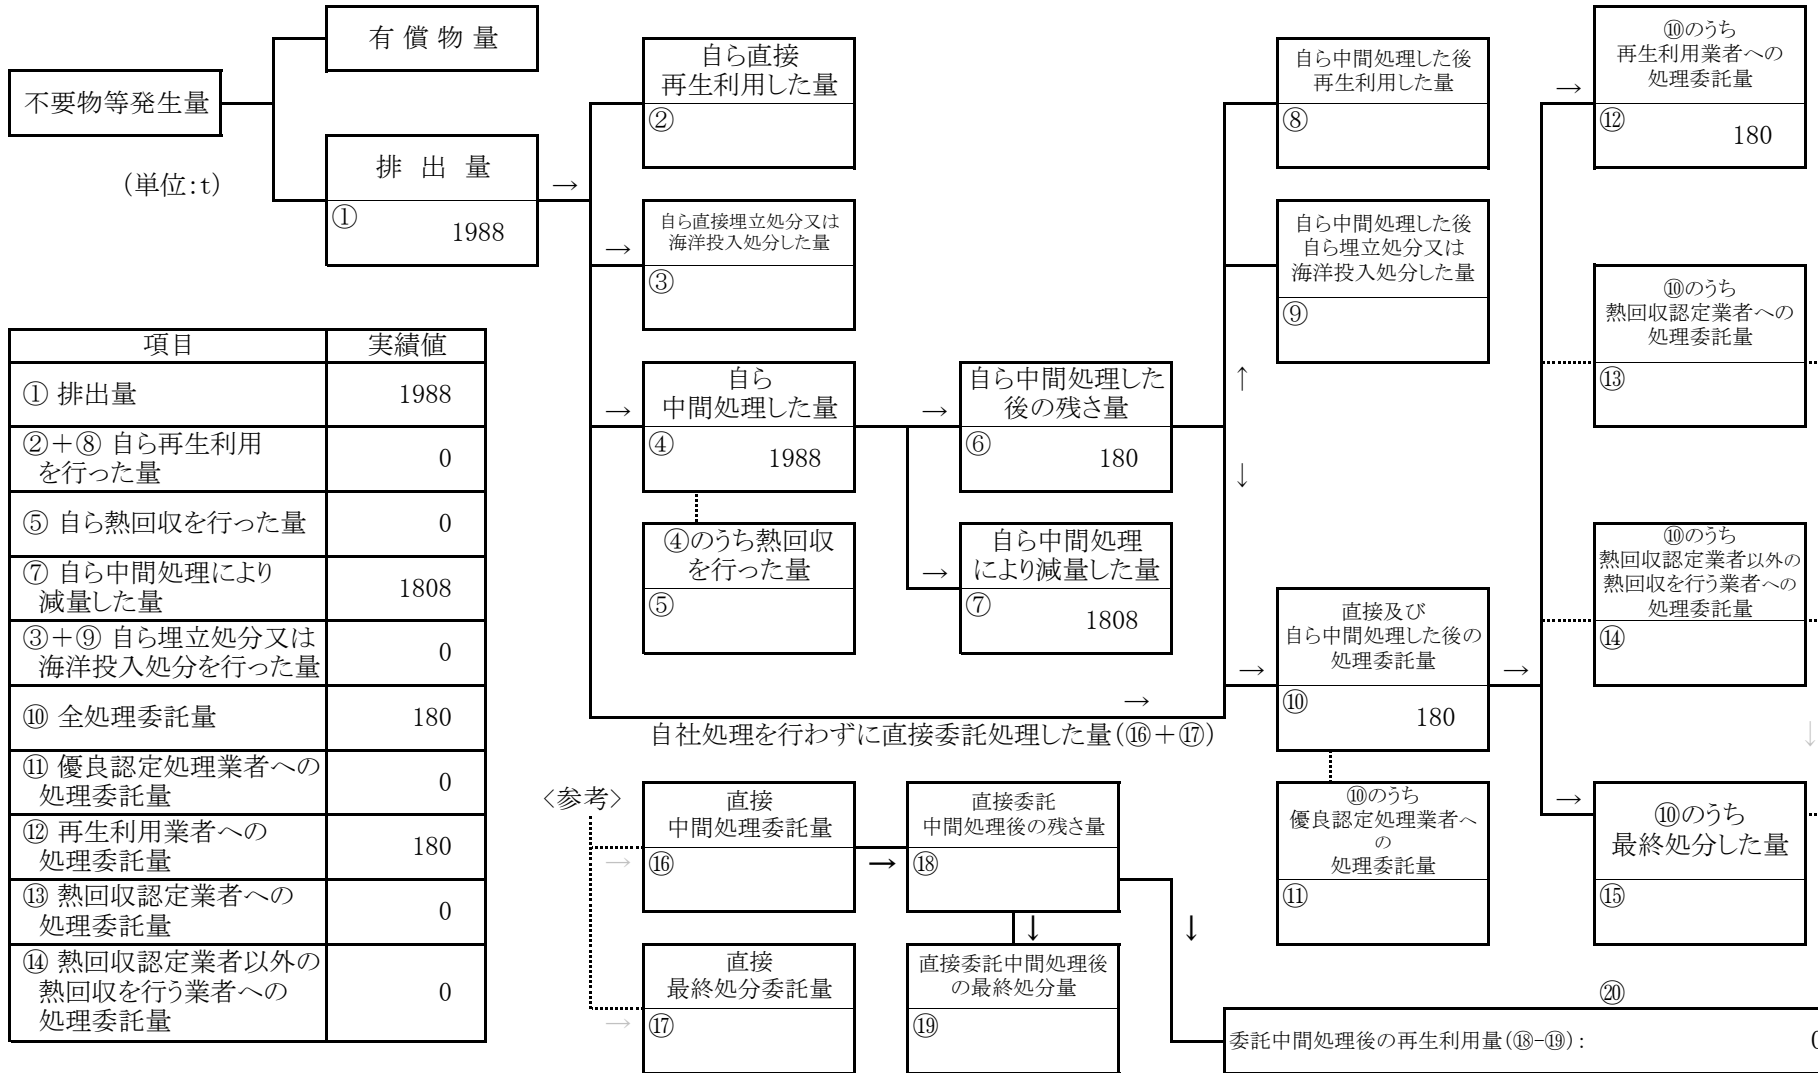 不要物等発生量
(単位:t)
有 償 物 量
排 出 量
①
1988
→
自ら直接
再生利用した量
②
→
自ら直接埋立処分又は
海洋投入処分した量
③
→
自ら
中間処理した量
④
1988
④のうち熱回収
を行った量
⑤
→
自ら中間処理した
後の残さ量
⑥
180
→
自ら中間処理
により減量した量
⑦
1808
↑
↓
自ら中間処理した後
再生利用した量
⑧
自ら中間処理した後
自ら埋立処分又は
海洋投入処分した量
⑨
→
自社処理を行わずに直接委託処理した量(⑯+⑰)
→
直接及び
自ら中間処理した後の
処理委託量
⑩
180
⑩のうち
優良認定処理業者へ
の
処理委託量
⑪
→
→
⑩のうち
再生利用業者への
処理委託量
⑫
180
⑩のうち
熱回収認定業者への
処理委託量
⑬
⑩のうち
熱回収認定業者以外の
熱回収を行う業者への
処理委託量
⑭
↓
→
⑩のうち
最終処分した量
⑮
項目 実績値
① 排出量 1988
②+⑧ 自ら再生利用
を行った量 0
⑤ 自ら熱回収を行った量 0
⑦ 自ら中間処理により
減量した量 1808
③+⑨ 自ら埋立処分又は
海洋投入処分を行った量 0
⑩ 全処理委託量 180
⑪ 優良認定処理業者への
処理委託量 0
⑫ 再生利用業者への
処理委託量 180
⑬ 熱回収認定業者への
処理委託量 0
⑭ 熱回収認定業者以外の
熱回収を行う業者への
処理委託量 0
<参考>
→
直接
中間処理委託量
⑯
→
直接委託
中間処理後の残さ量
⑱
→
直接
最終処分委託量
⑰
↓
直接委託中間処理後
の最終処分量
⑲
↓
⑳
委託中間処理後の再生利用量(⑱-⑲): 0